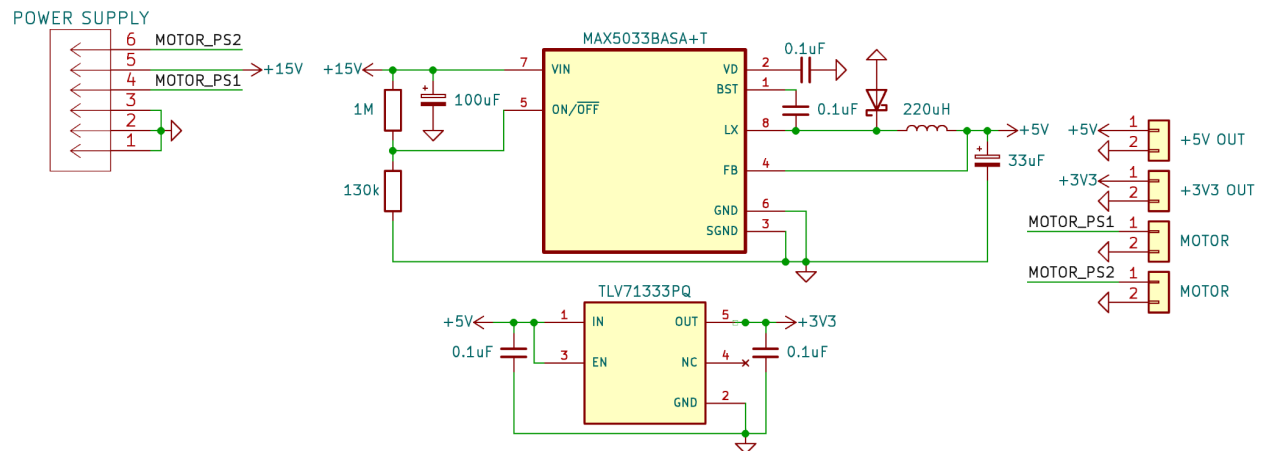 POWER SUPPLY
6 MOTOR_PS2
5 +15V
4 MOTOR_PS1
3
2
1
MAX5033BASA+T
+15V
1M
130k
100uF
7 VIN
5 ON/OFF
VD 2
BST 1
LX 8
FB 4
GND 6
SGND 3
0.1uF
0.1uF
220uH
+5V
33uF
+5V 1
2
+5V OUT
+3V3 1
2
+3V3 OUT
MOTOR_PS1 1
2
MOTOR
MOTOR_PS2 1
2
MOTOR
TLV71333PQ
+5V
0.1uF
1 IN
3 EN
OUT 5
NC 4
GND 2
+3V3
0.1uF